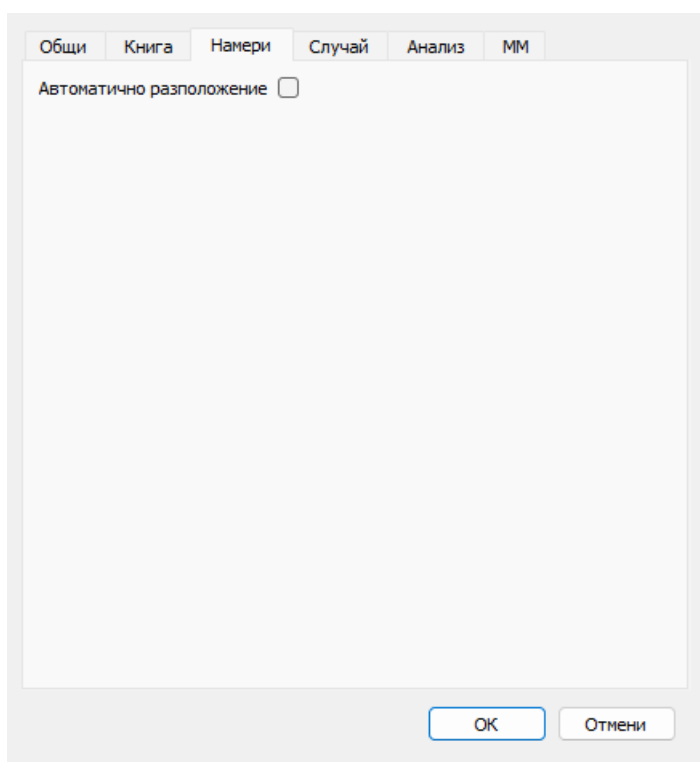 Общи Книга Намери Случай Анализ ММ
Автоматично разположение
ОК Отмени